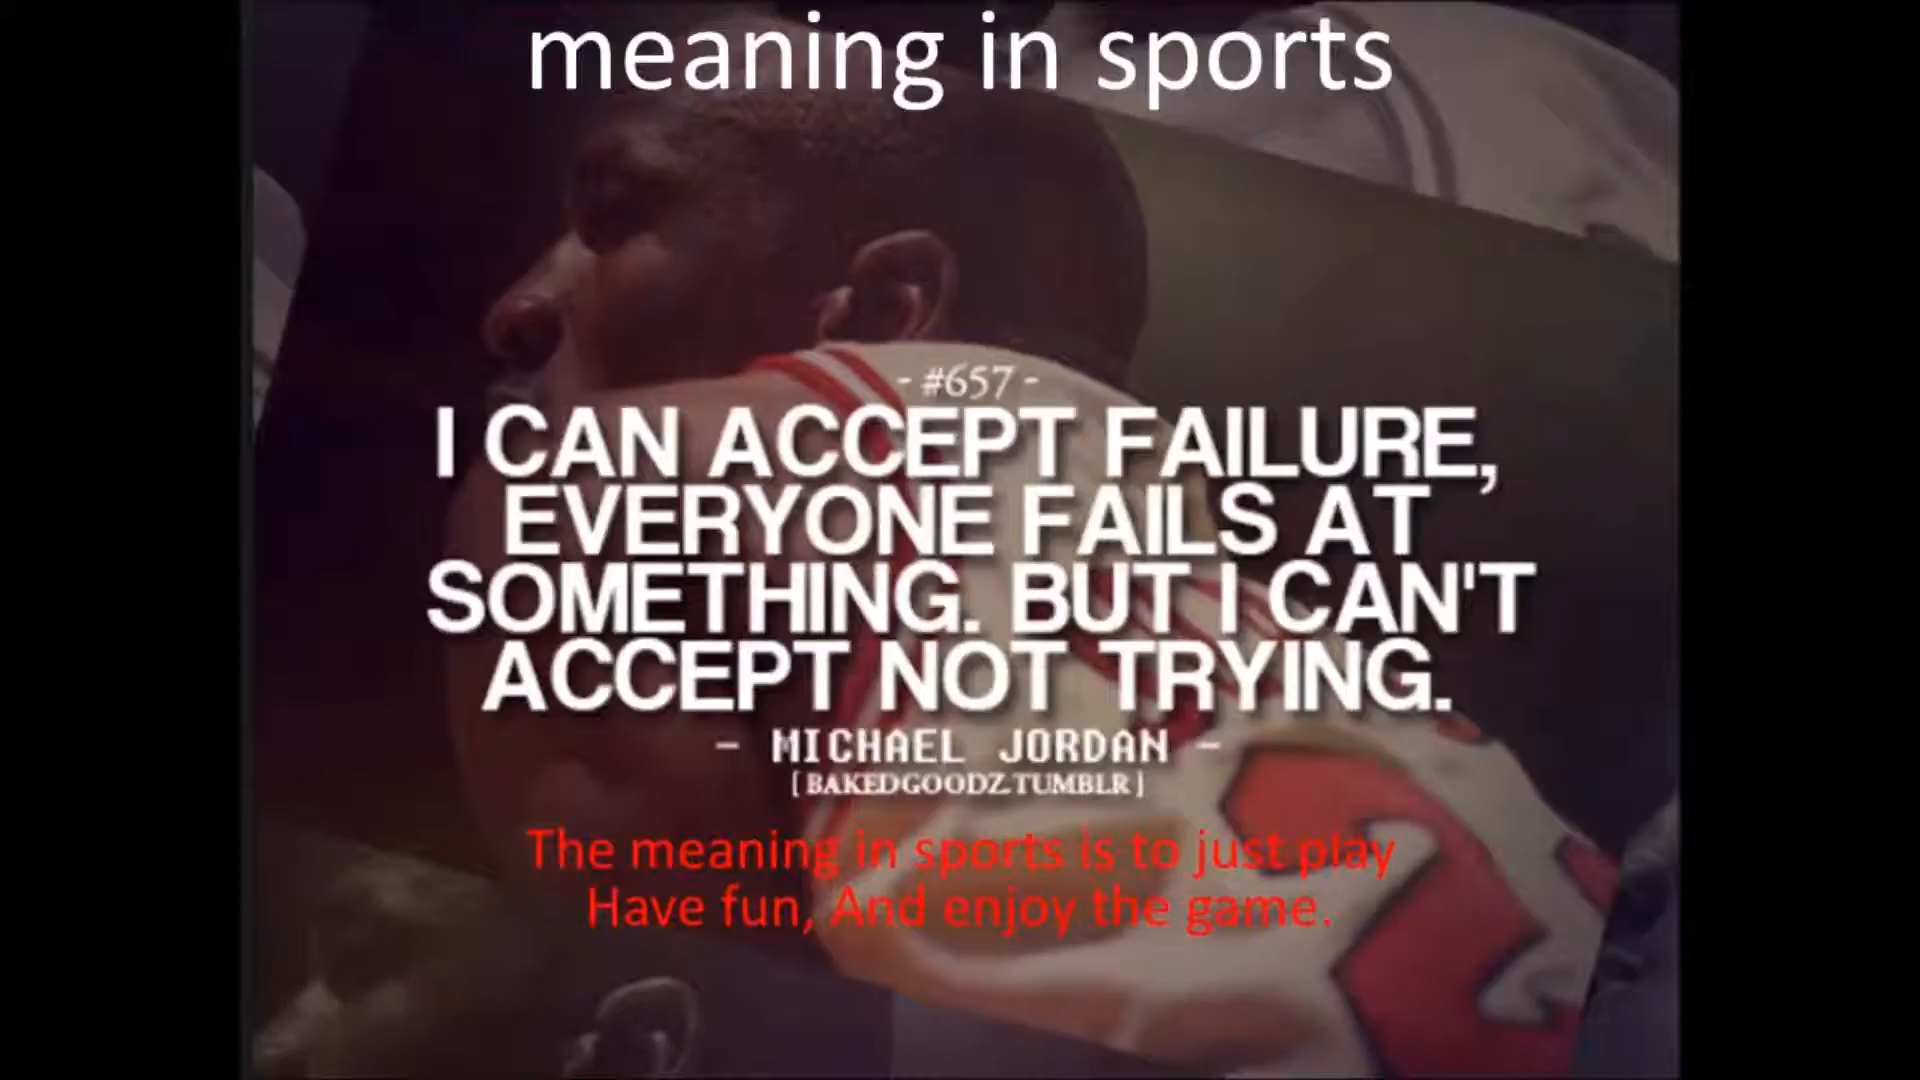 meaning in sports
- #657 -
I CAN ACCEPT FAILURE,
EVERYONE FAILS AT
SOMETHING. BUT I CAN'T
ACCEPT NOT TRYING.
- MICHAEL JORDAN -
[ BAKEDGOODZ.TUMBLR ]
The meaning in sports is to just play
Have fun, And enjoy the game.